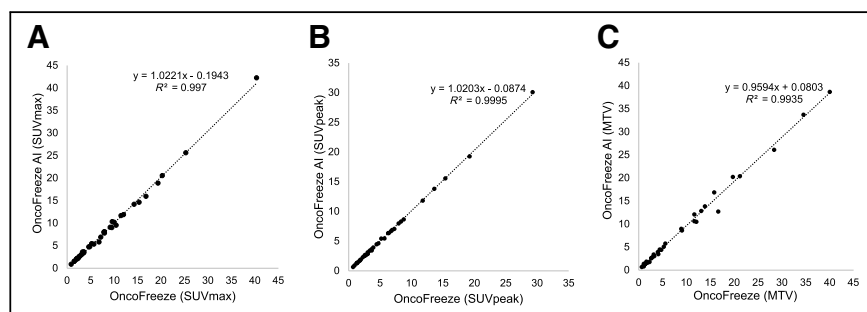 A
B
C
y = 1.0221x - 0.1943
R² = 0.997
OncoFreeze AI (SUVmax)
45
40
35
30
25
20
15
10
5
0
0 5 10 15 20 25 30 35 40 45
OncoFreeze (SUVmax)
y = 1.0203x - 0.0874
R² = 0.9995
OncoFreeze AI (SUVpeak)
35
30
25
20
15
10
5
0
0 5 10 15 20 25 30 35
OncoFreeze (SUVpeak)
y = 0.9594x + 0.0803
R² = 0.9935
OncoFreeze AI (MTV)
45
40
35
30
25
20
15
10
5
0
0 5 10 15 20 25 30 35 40 45
OncoFreeze (MTV)